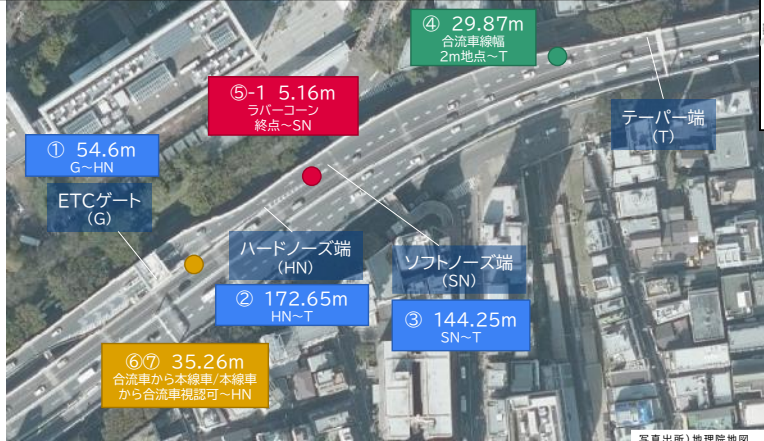 ④ 29.87m
合流車線幅
2m地点~T
⑤-1 5.16m
ラバーコーン
終点~SN
テーパー端
(T)
① 54.6m
G~HN
ETCゲート
(G)
ハードノーズ端
(HN)
ソフトノーズ端
(SN)
② 172.65m
HN~T
③ 144.25m
SN~T
⑥⑦ 35.26m
合流車から本線車/本線車
から合流車視認可~HN
写真出所)地理院地図